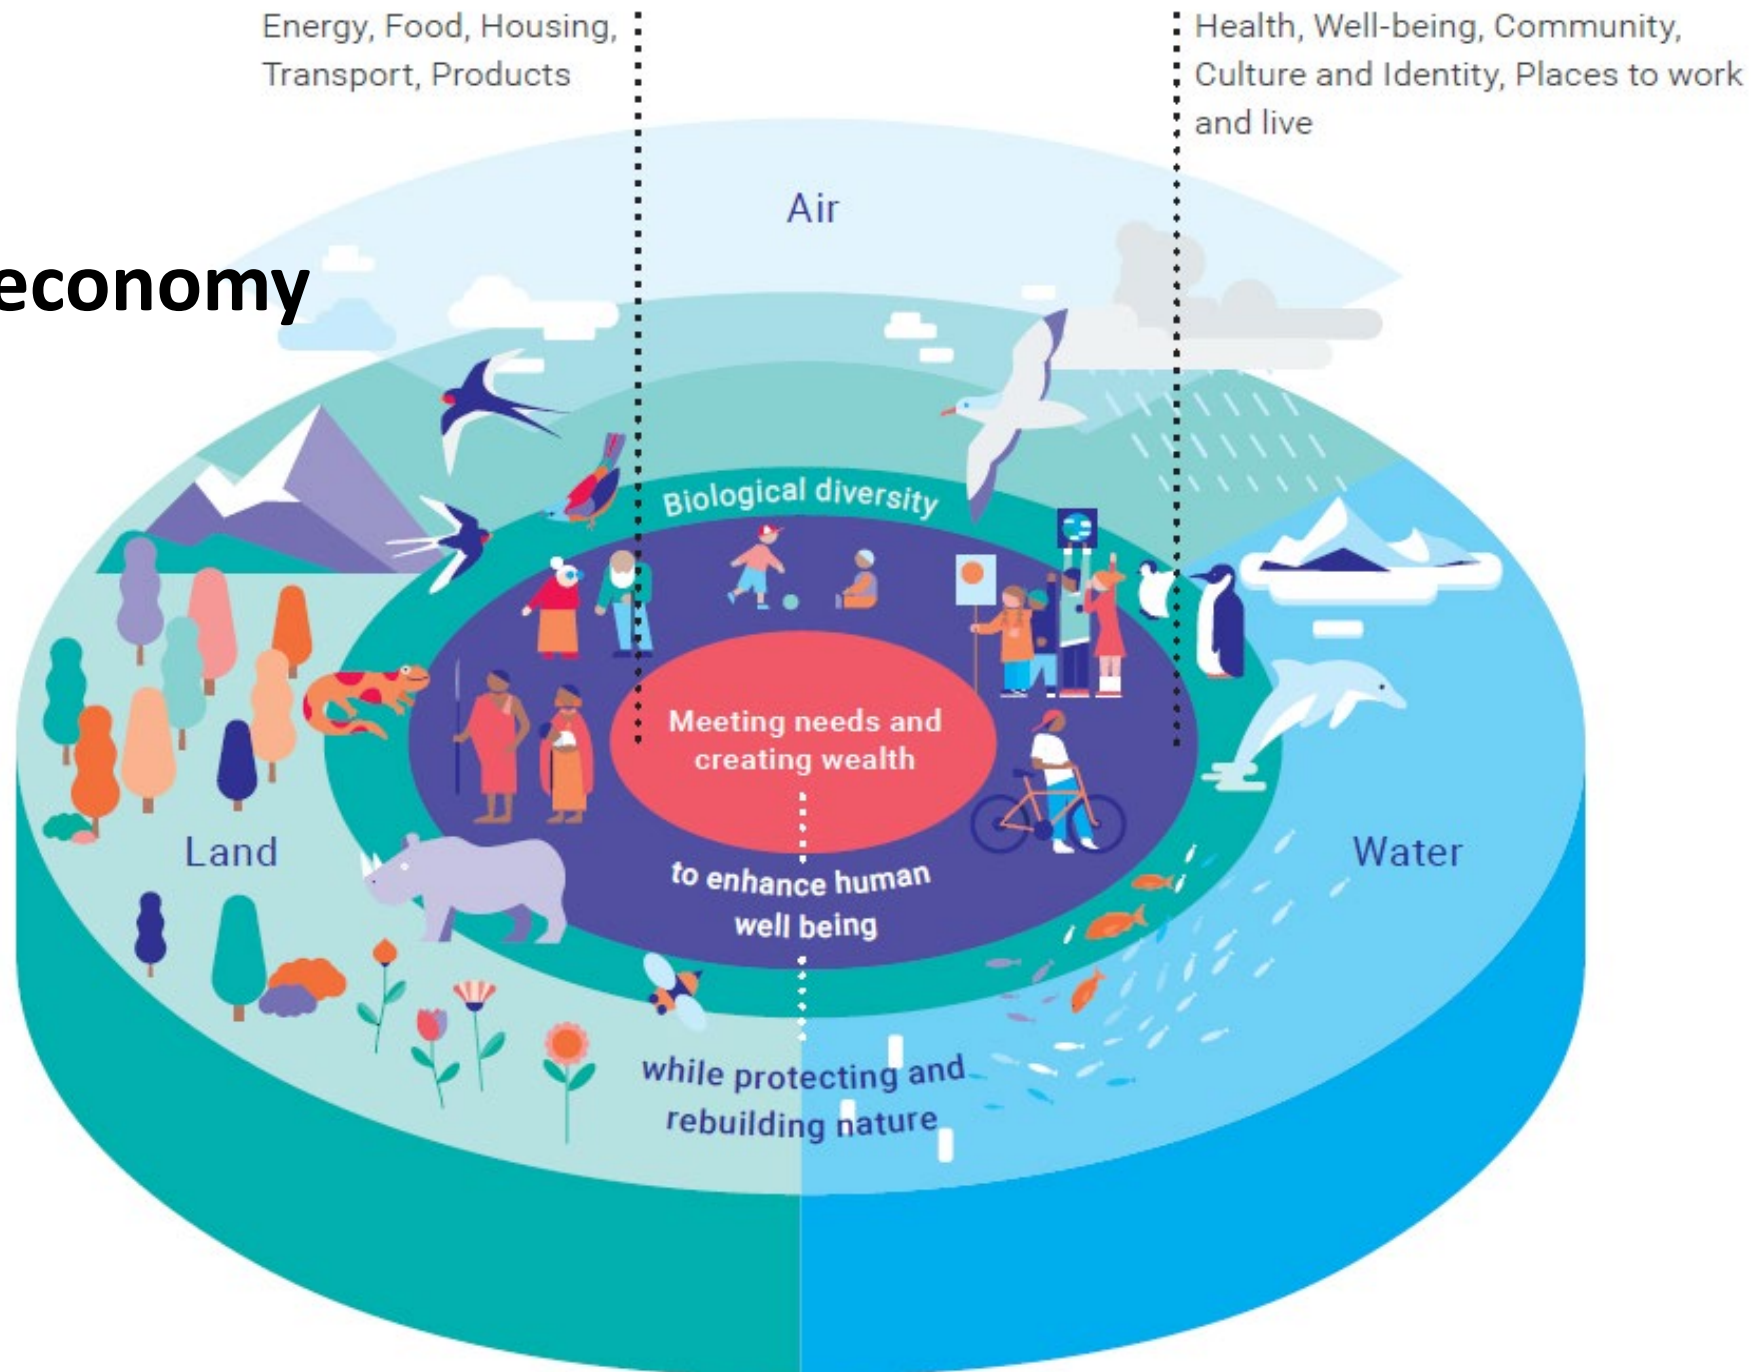 Energy, Food, Housing,
Transport, Products
Health, Well-being, Community,
Culture and Identity, Places to work
and live
Air
economy
Biological diversity
Meeting needs and
creating wealth
Land
Water
to enhance human
well being
while protecting and
rebuilding nature